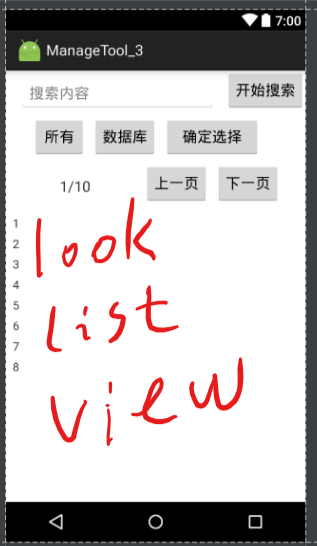 7:00
ManageTool_3
搜索内容 开始搜索
所有 数据库 确定选择
1/10 上一页 下一页
1
2
3
4
5
6
7
8
look
list
view